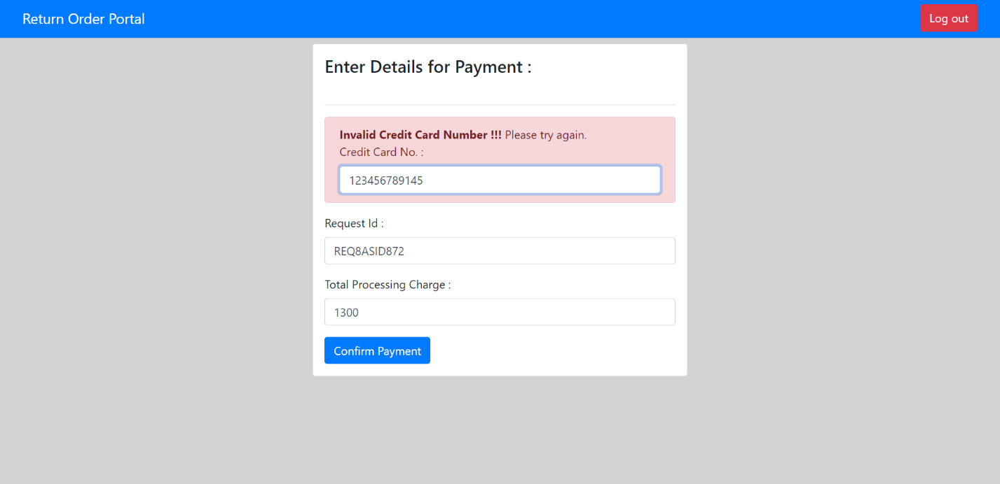 Return Order Portal
Log out
Enter Details for Payment :
Invalid Credit Card Number !!! Please try again.
Credit Card No. :
123456789145
Request Id :
REQ8ASID872
Total Processing Charge :
1300
Confirm Payment